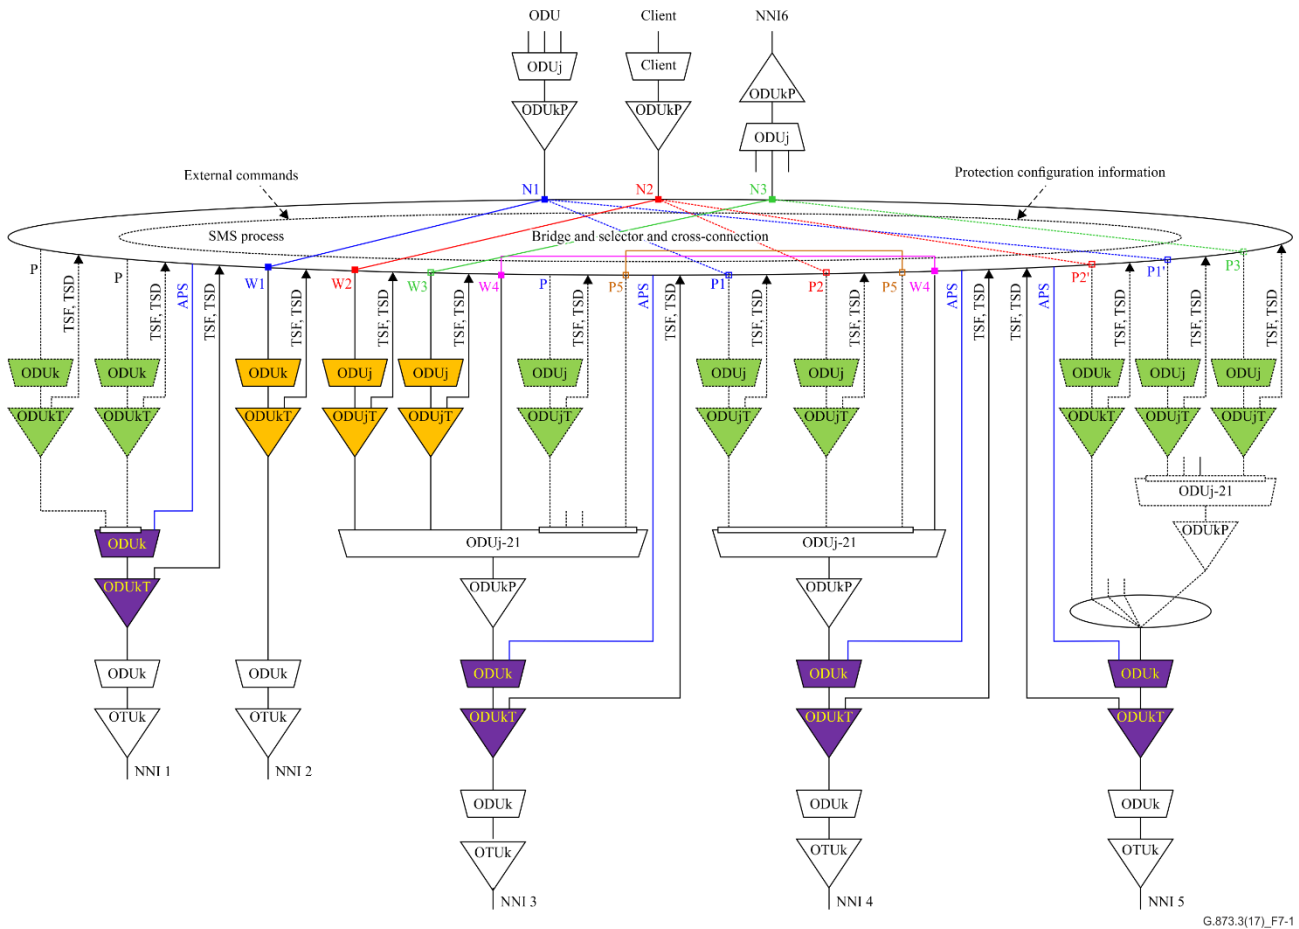 ODU Client NNI6
ODUj Client ODUkP
ODUkP ODUkP ODUj
External commands Protection configuration information
N1 N2 N3
SMS process Bridge and selector and cross-connection
P P W1 W2 W3 W4 P P5 P1 P2 P5 W4 P2' P1' P3
TSF, TSD TSF, TSD APS TSF, TSD TSF, TSD TSF, TSD TSF, TSD TSF, TSD APS TSF, TSD TSF, TSD TSF, TSD APS TSF, TSD TSF, TSD APS TSF, TSD TSF, TSD TSF, TSD
ODUk ODUk ODUk ODUj ODUj ODUj ODUj ODUj ODUk ODUj ODUj
ODUkT ODUkT ODUkT ODUjT ODUjT ODUjT ODUjT ODUjT ODUkT ODUjT ODUjT
ODUj-21
ODUk ODUj-21 ODUj-21 ODUkP
ODUkT ODUkP ODUkP
ODUk ODUk ODUk ODUk ODUk
OTUk OTUk ODUkT ODUkT ODUkT
NNI 1 NNI 2
ODUk ODUk ODUk
OTUk OTUk OTUk
NNI 3 NNI 4 NNI 5
G.873.3(17)_F7-1